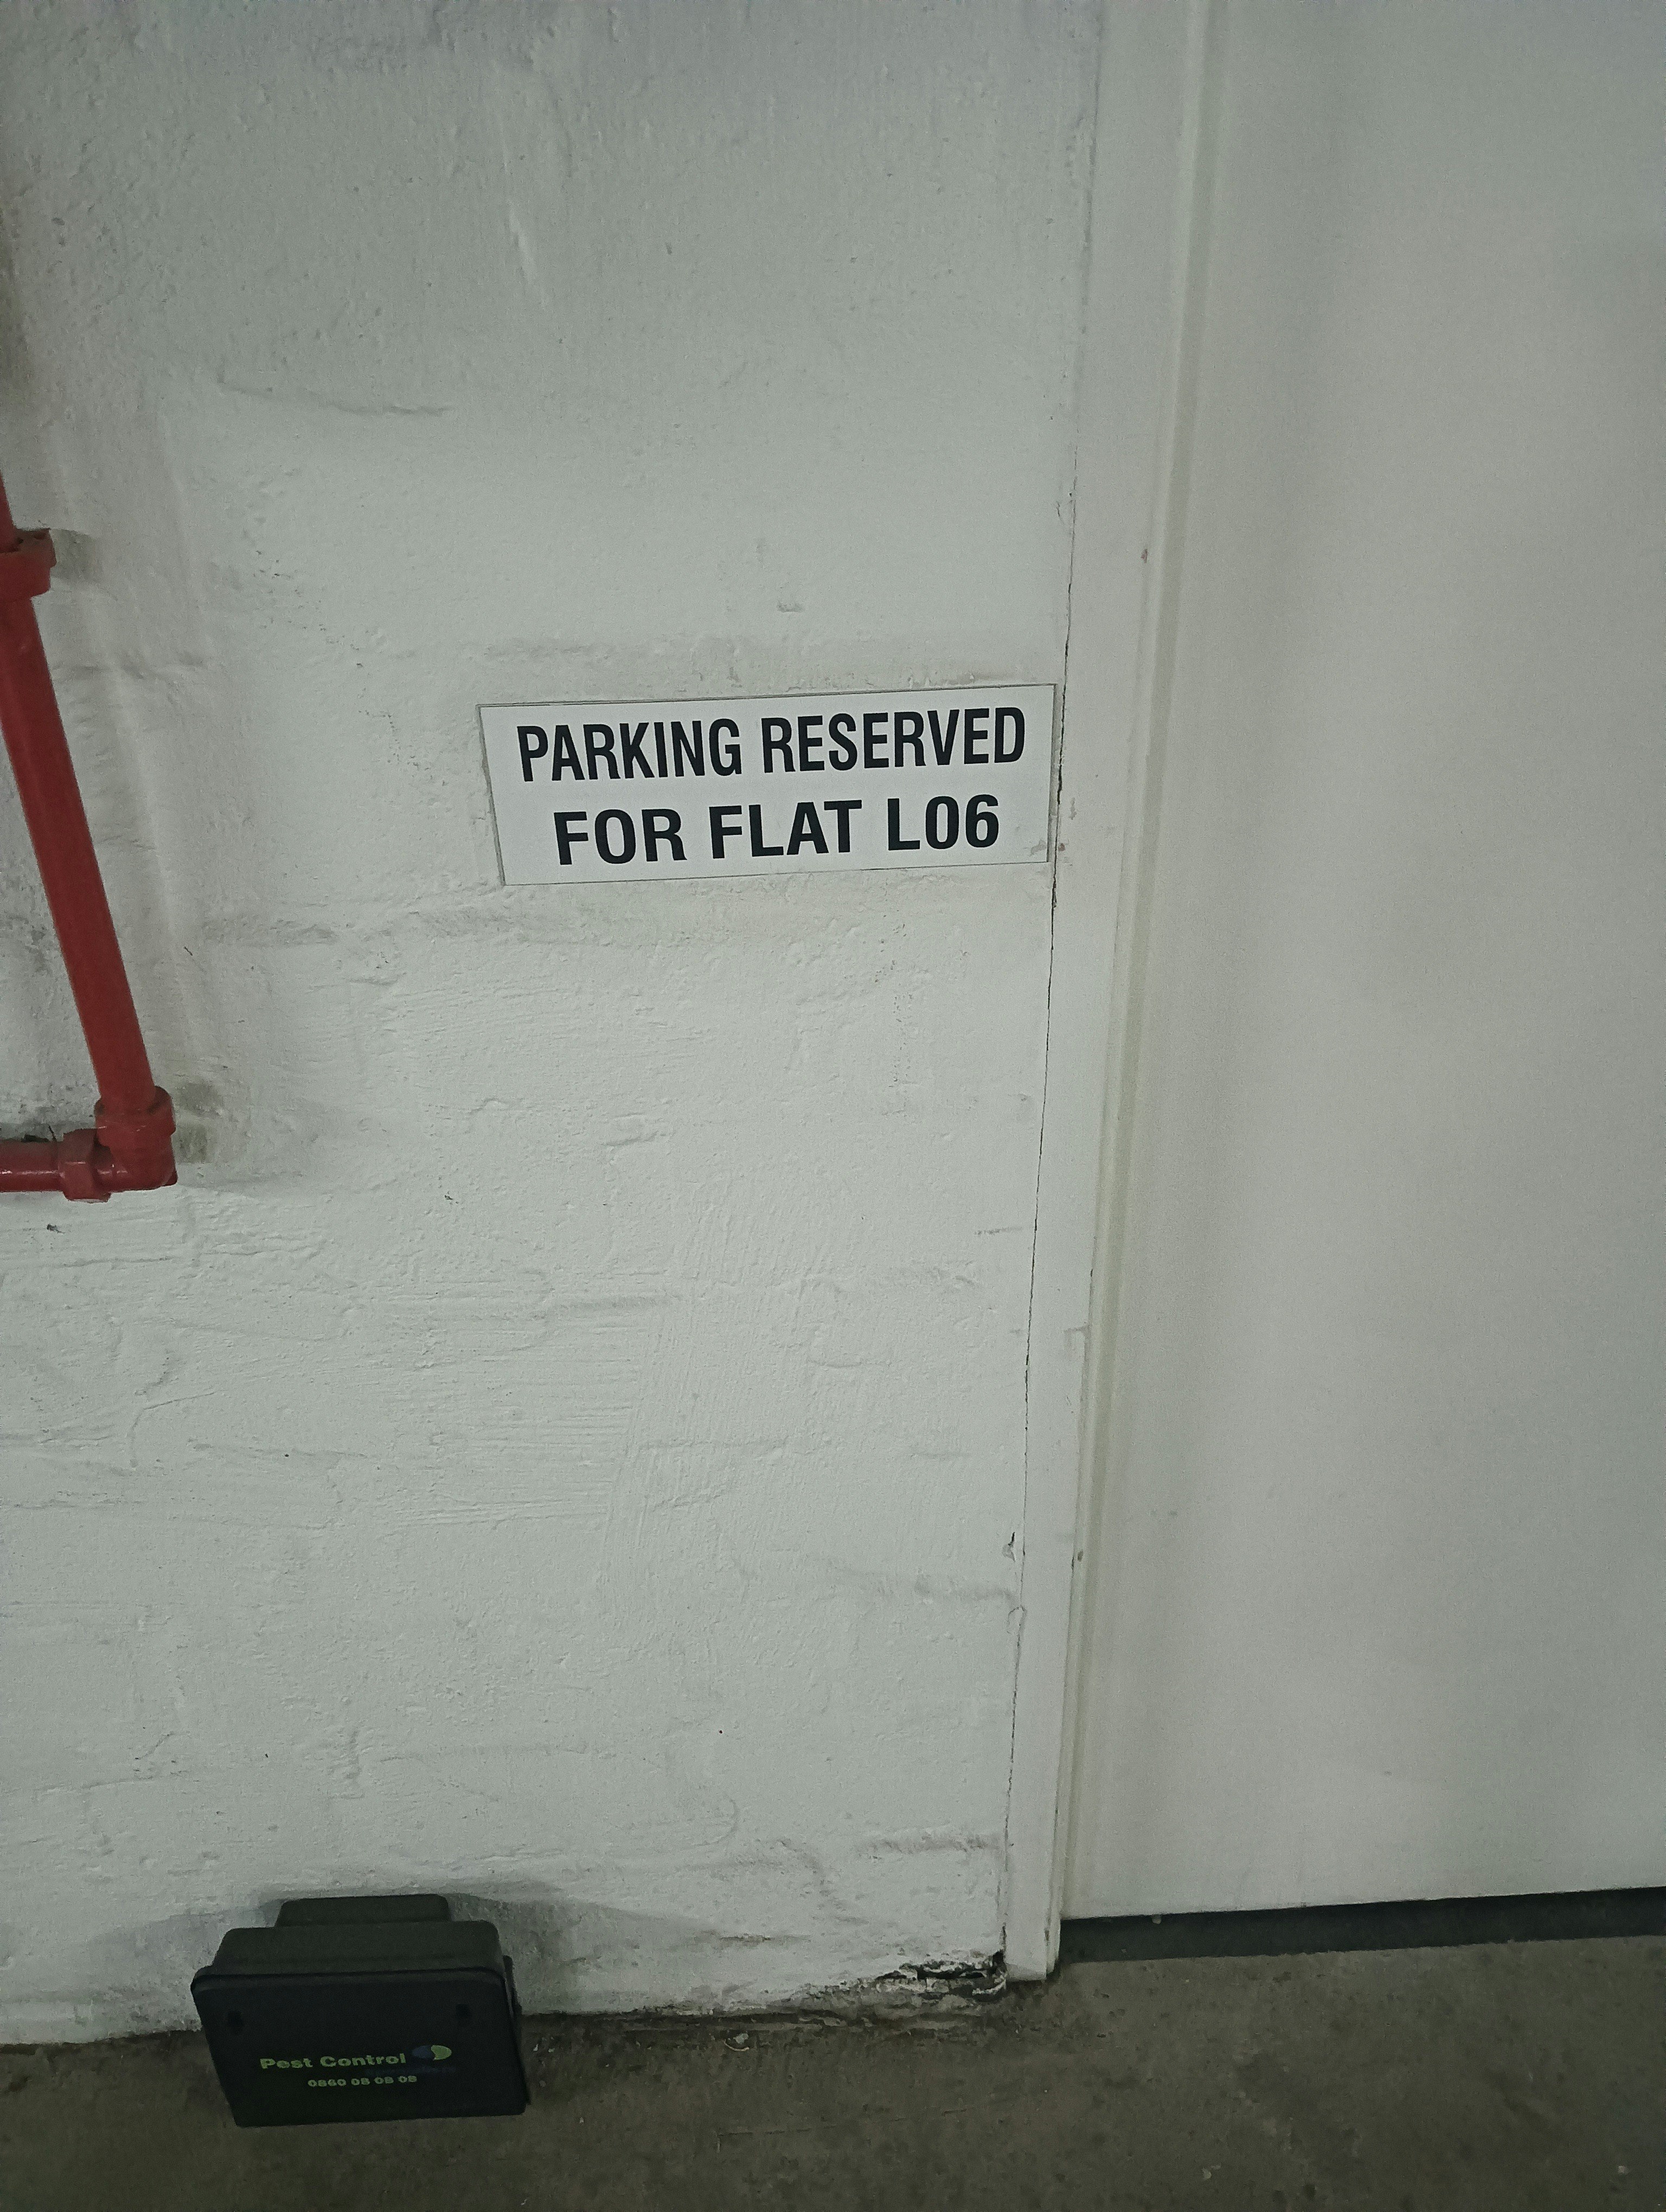 PARKING RESERVED
FOR FLAT L06
Pest Control
0860 08 08 08